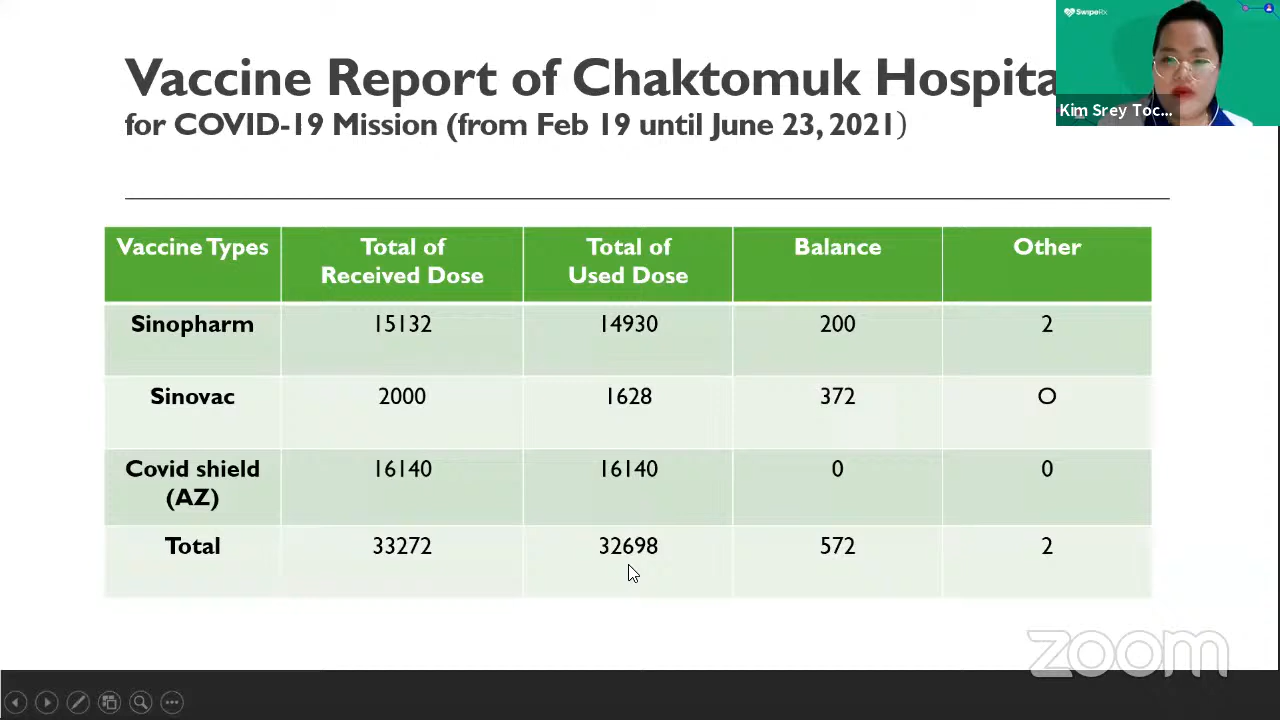 SwipeRx
Vaccine Report of Chaktomuk Hospita
for COVID-19 Mission (from Feb 19 until June 23, 2021)
Kim Srey Toc...
Vaccine Types
Total of
Received Dose
Total of
Used Dose
Balance
Other
Sinopharm
15132
14930
200
2
Sinovac
2000
1628
372
O
Covid shield
(AZ)
16140
16140
0
0
Total
33272
32698
572
2
zoom